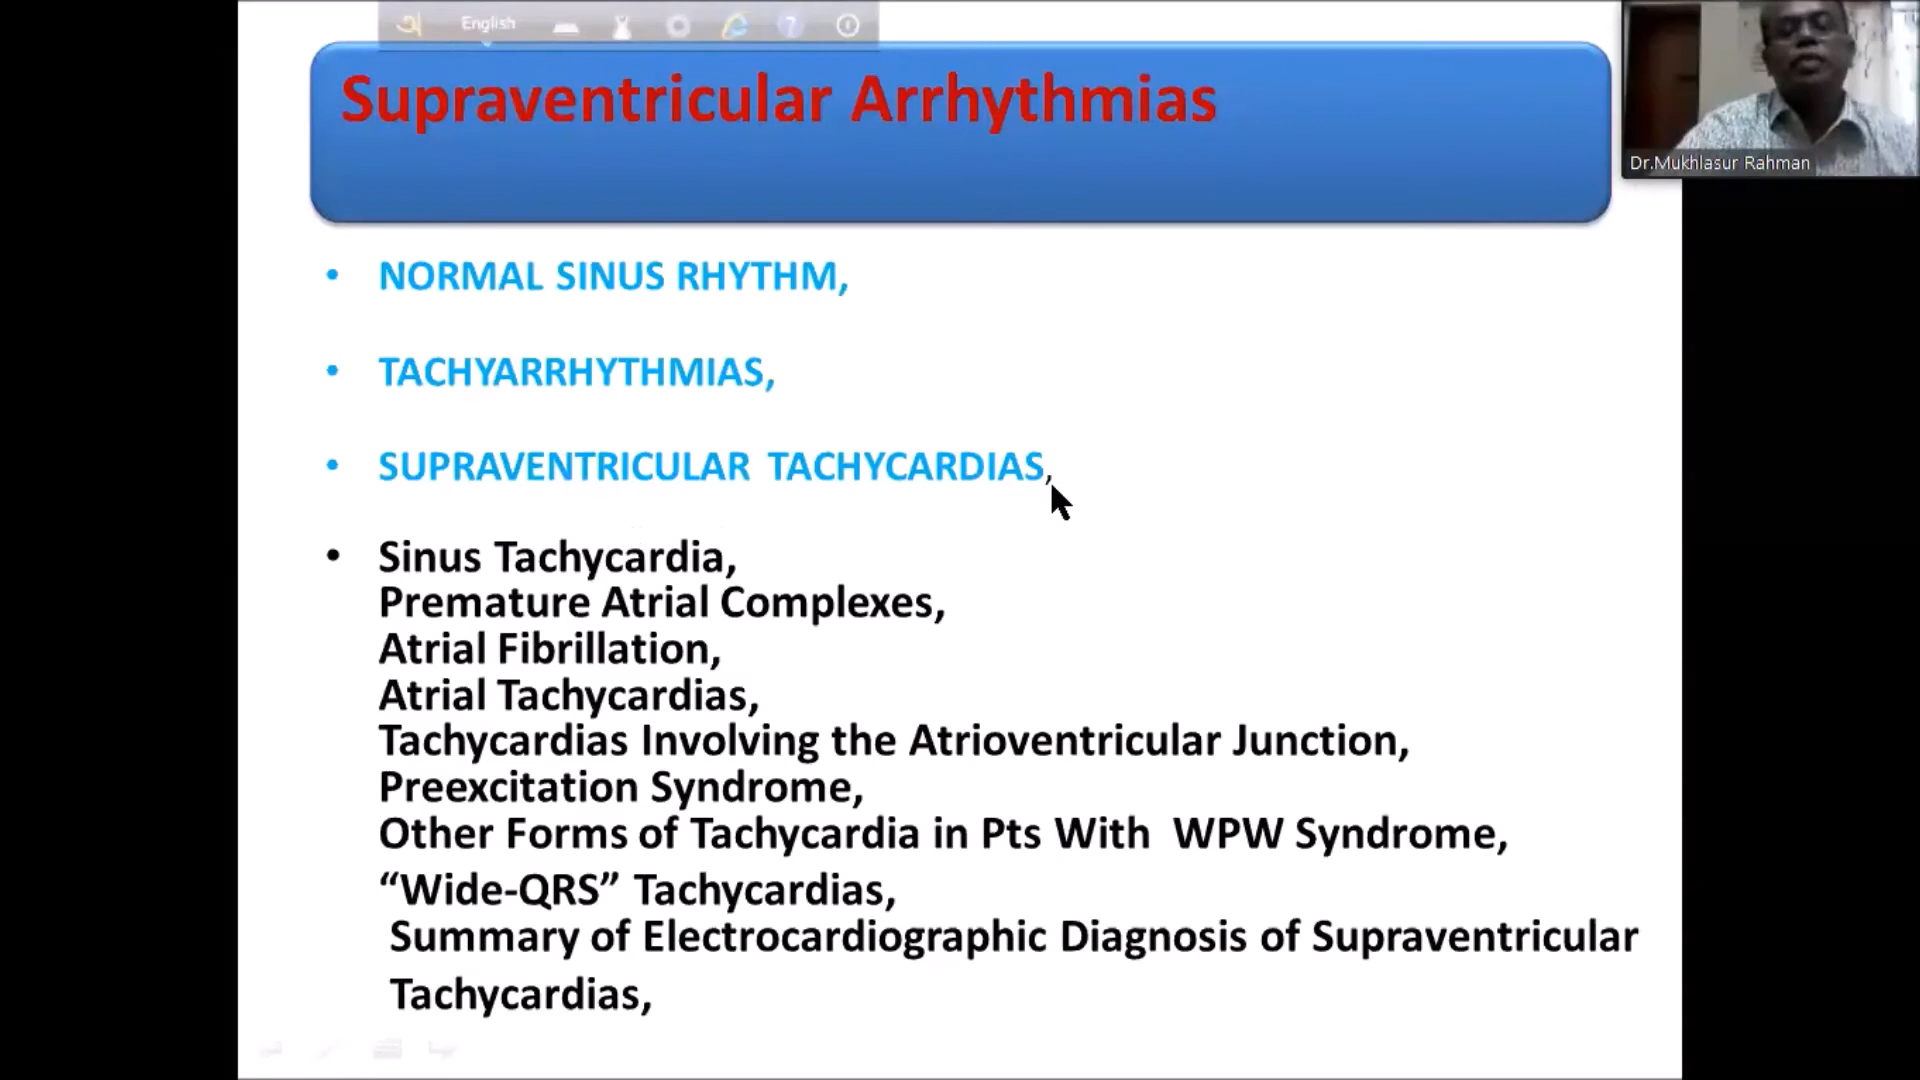 English
Supraventricular Arrhythmias
Dr.Mukhlasur Rahman
• NORMAL SINUS RHYTHM,
• TACHYARRHYTHMIAS,
• SUPRAVENTRICULAR TACHYCARDIAS,
• Sinus Tachycardia,
Premature Atrial Complexes,
Atrial Fibrillation,
Atrial Tachycardias,
Tachycardias Involving the Atrioventricular Junction,
Preexcitation Syndrome,
Other Forms of Tachycardia in Pts With WPW Syndrome,
“Wide-QRS” Tachycardias,
Summary of Electrocardiographic Diagnosis of Supraventricular
Tachycardias,